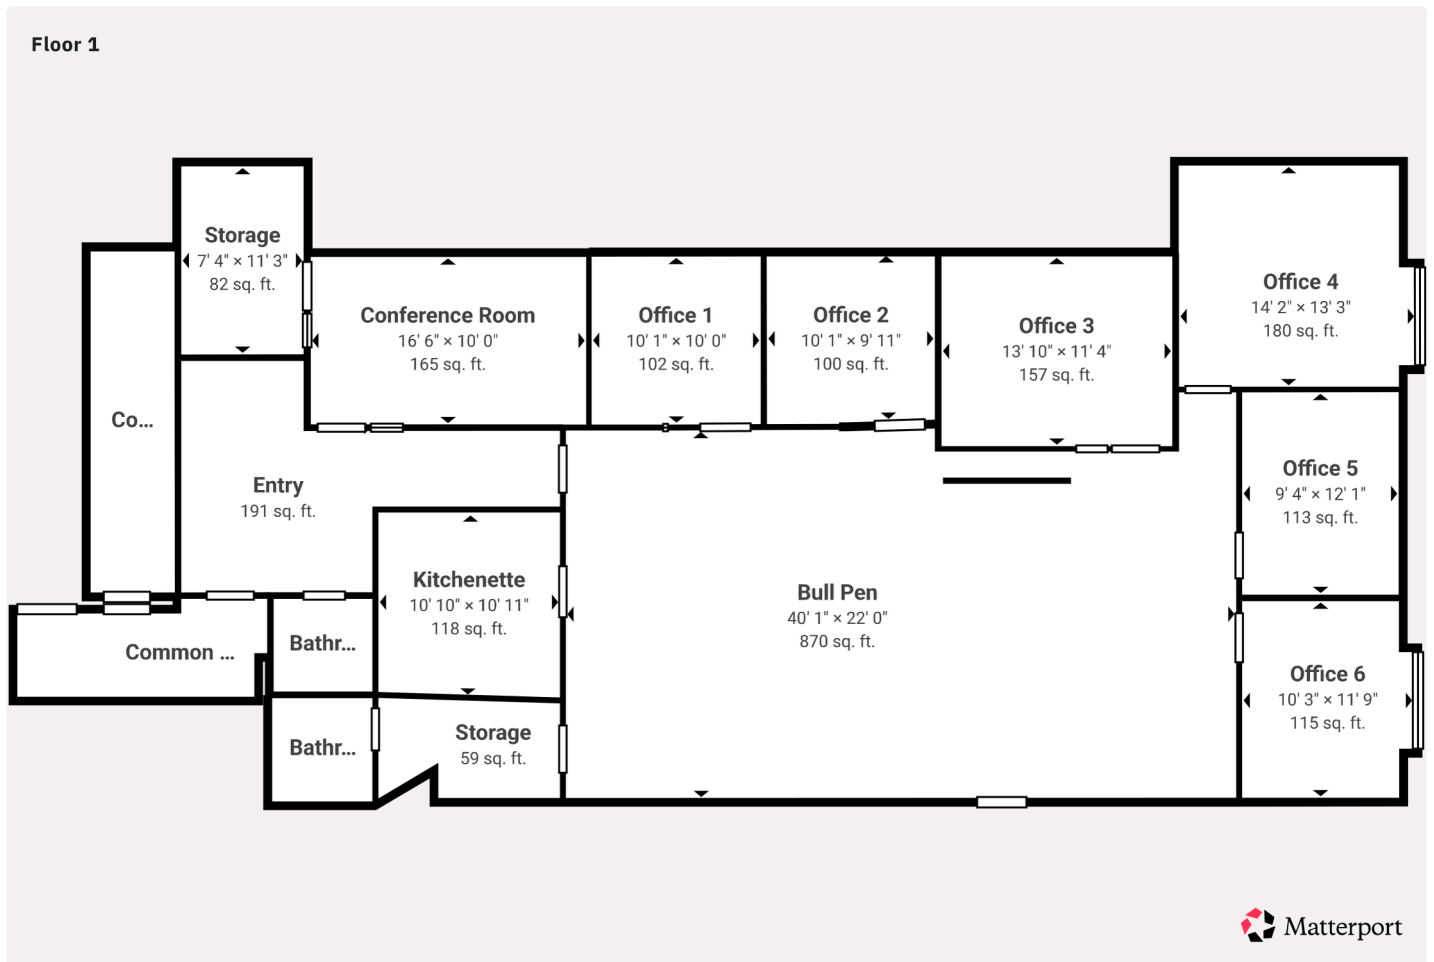 Floor 1
Storage
7' 4" × 11' 3"
82 sq. ft.
Conference Room
16' 6" × 10' 0"
165 sq. ft.
Office 1
10' 1" × 10' 0"
102 sq. ft.
Office 2
10' 1" × 9' 11"
100 sq. ft.
Office 3
13' 10" × 11' 4"
157 sq. ft.
Office 4
14' 2" × 13' 3"
180 sq. ft.
Co...
Entry
191 sq. ft.
Office 5
9' 4" × 12' 1"
113 sq. ft.
Kitchenette
10' 10" × 10' 11"
118 sq. ft.
Bull Pen
40' 1" × 22' 0"
870 sq. ft.
Common ...
Bathr...
Office 6
10' 3" × 11' 9"
115 sq. ft.
Bathr...
Storage
59 sq. ft.
Matterport